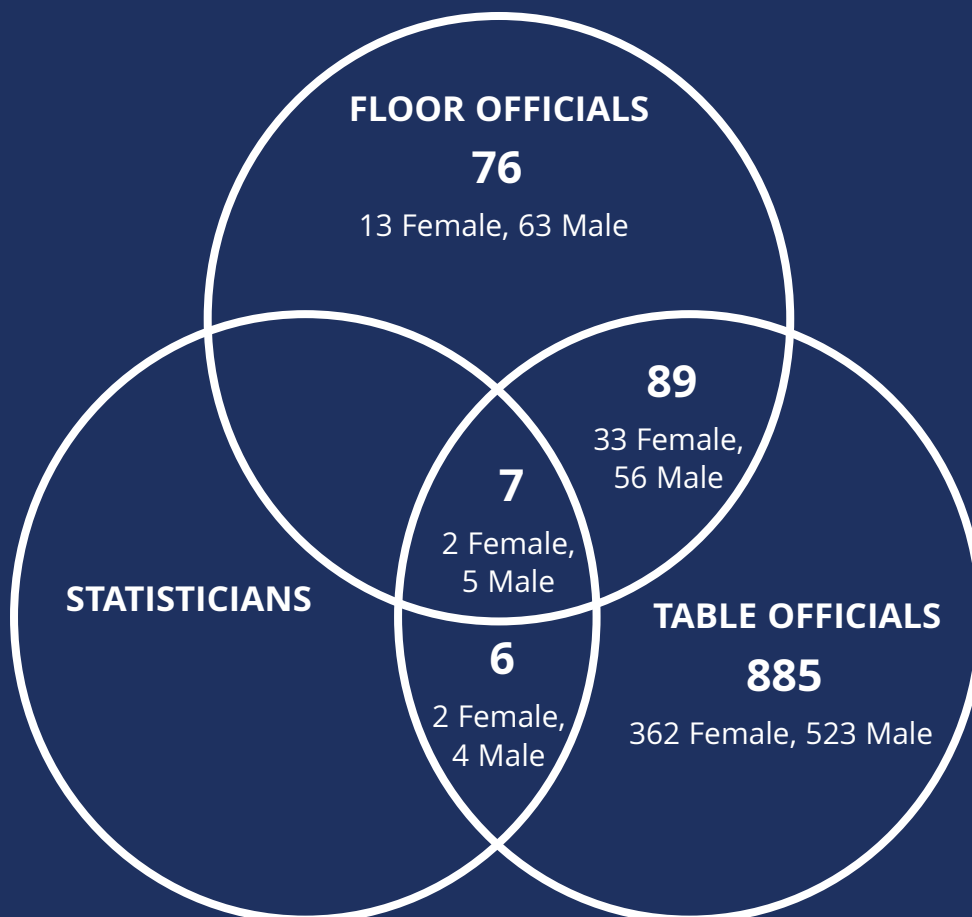 FLOOR OFFICIALS
76
13 Female, 63 Male
89
33 Female,
56 Male
7
2 Female,
5 Male
STATISTICIANS
6
2 Female,
4 Male
TABLE OFFICIALS
885
362 Female, 523 Male